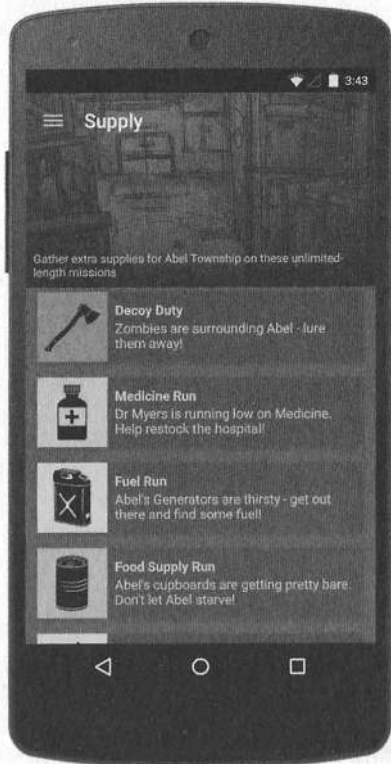 3:43
Supply
Gather extra supplies for Abel Township on these unlimited-
length missions
Decoy Duty
Zombies are surrounding Abel - lure
them away!
Medicine Run
Dr Myers is running low on Medicine.
Help restock the hospital!
Fuel Run
Abel's Generators are thirsty - get out
there and find some fuel!
Food Supply Run
Abel's cupboards are getting pretty bare.
Don't let Abel starve!